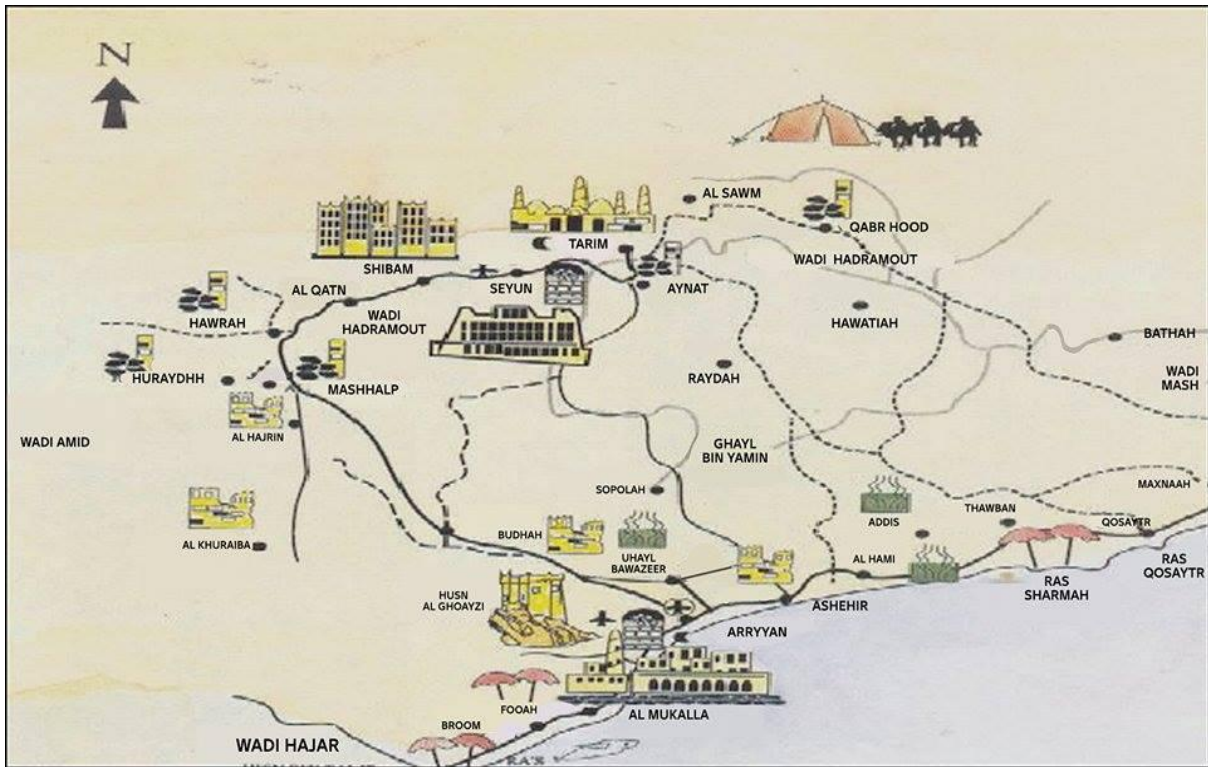 N
AL SAWM
QABR HOOD
TARIM
WADI HADRAMOUT
SHIBAM
SEYUN
AYNAT
AL QATN
WADI
HADRAMOUT
HAWRAH
HAWATIAH
BATHAH
HURAYDHH
MASHHALP
RAYDAH
WADI
MASH
WADI AMID
AL HAJRIN
GHAYL
BIN YAMIN
SOPOLAH
MAXNAAH
ADDIS
THAWBAN
QOSAYTR
AL KHURAIBA
BUDHAH
UHAYL
BAWAZEER
AL HAMI
RAS
QOSAYTR
RAS
SHARMAH
HUSN
AL GHOAYZI
ASHEHIR
ARRYYAN
FOOAH
AL MUKALLA
BROOM
WADI HAJAR
RA'S